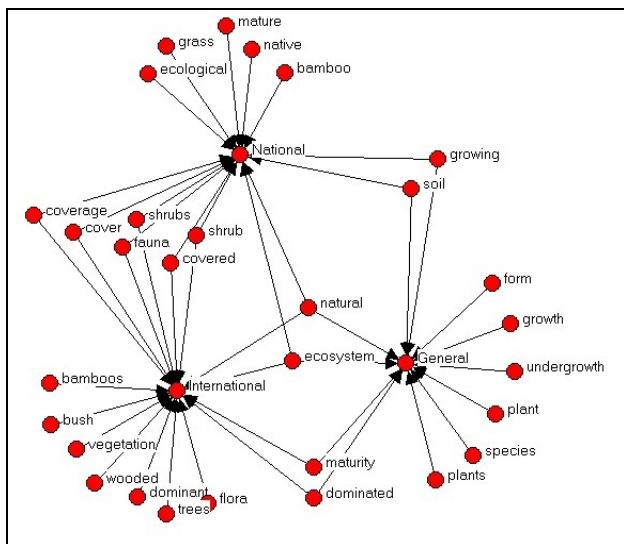 mature
grass
native
ecological
bamboo
National
growing
soil
coverage
shrubs
cover
shrub
fauna
covered
form
natural
growth
ecosystem
General
undergrowth
bamboos
International
plant
bush
vegetation
species
maturity
wooded
plants
dominant
flora
dominated
trees